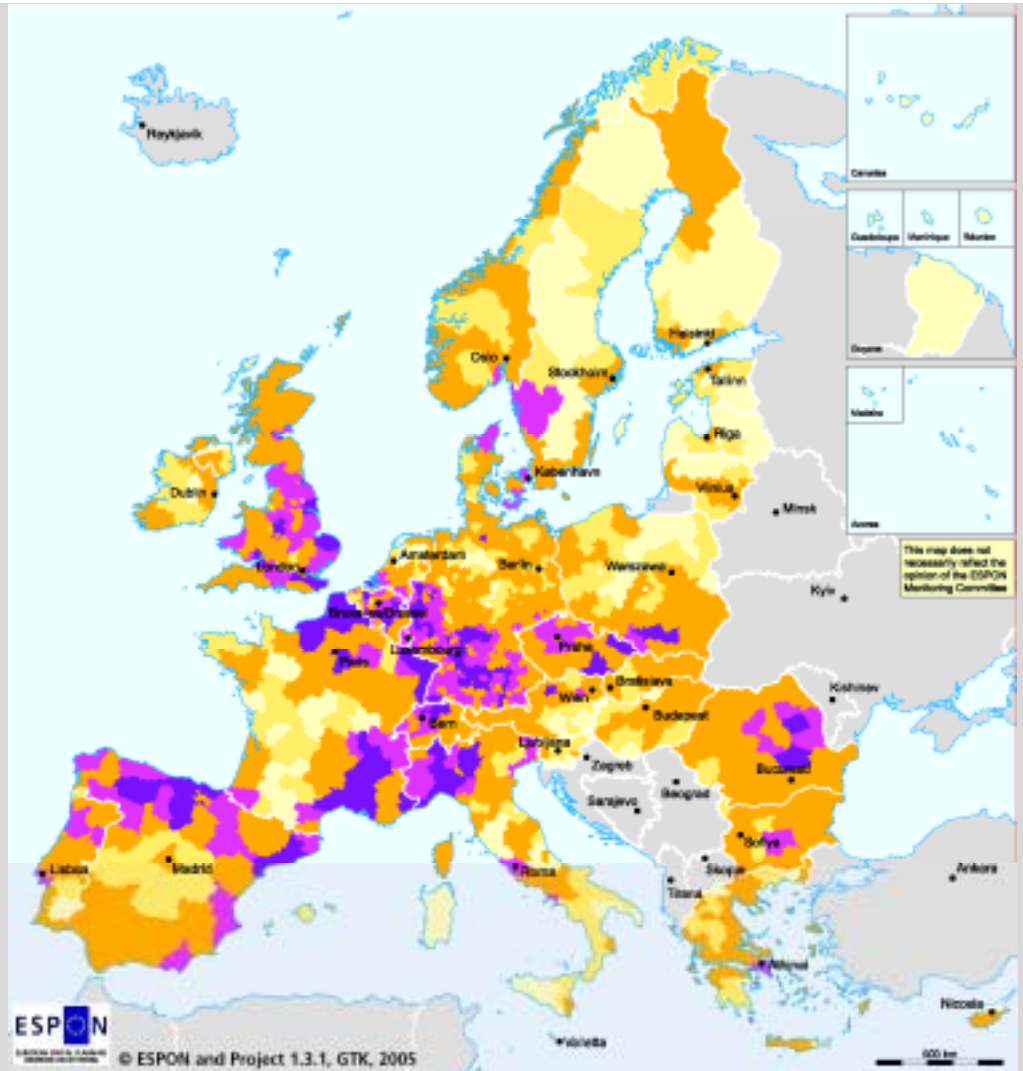 Reykjavik
Canarias
Guadeloupe
Martinique
Réunion
Guyane
Madeira
Acores
This map does not
necessarily reflect the
opinion of the ESPON
Monitoring Committee
Oslo
Helsinki
Stockholm
Tallinn
Riga
København
Vilnius
Minsk
Dublin
London
Amsterdam
Berlin
Warszawa
Kyiv
Paris
Luxembourg
Praha
Wien
Bratislava
Kishinev
Bern
Budapest
Ljubljana
Zagreb
Bucuresti
Beograd
Sarajevo
Sofiya
Skopje
Lisboa
Madrid
Roma
Tirana
Ankara
Athinai
Nicosia
Valletta
ESPON
© ESPON and Project 1.3.1, GTK, 2005
500 km